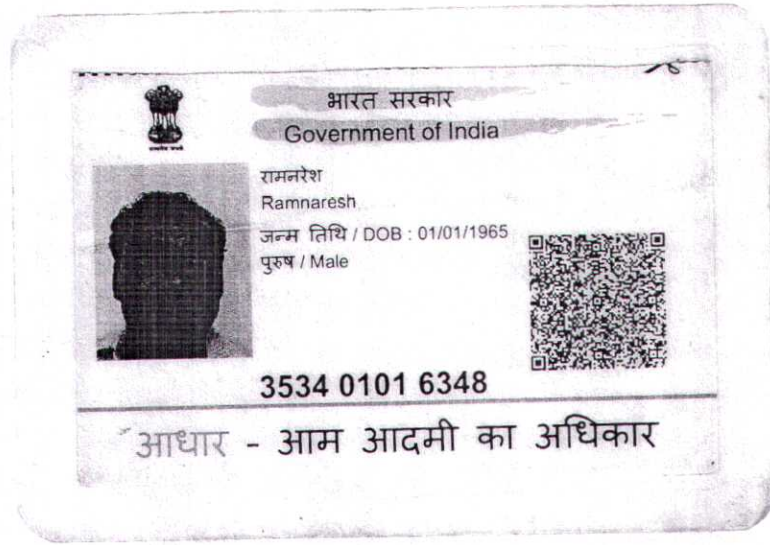 भारत सरकार
Government of India
रामनरेश
Ramnaresh
जन्म तिथि / DOB : 01/01/1965
पुरुष / Male
3534 0101 6348
आधार - आम आदमी का अधिकार